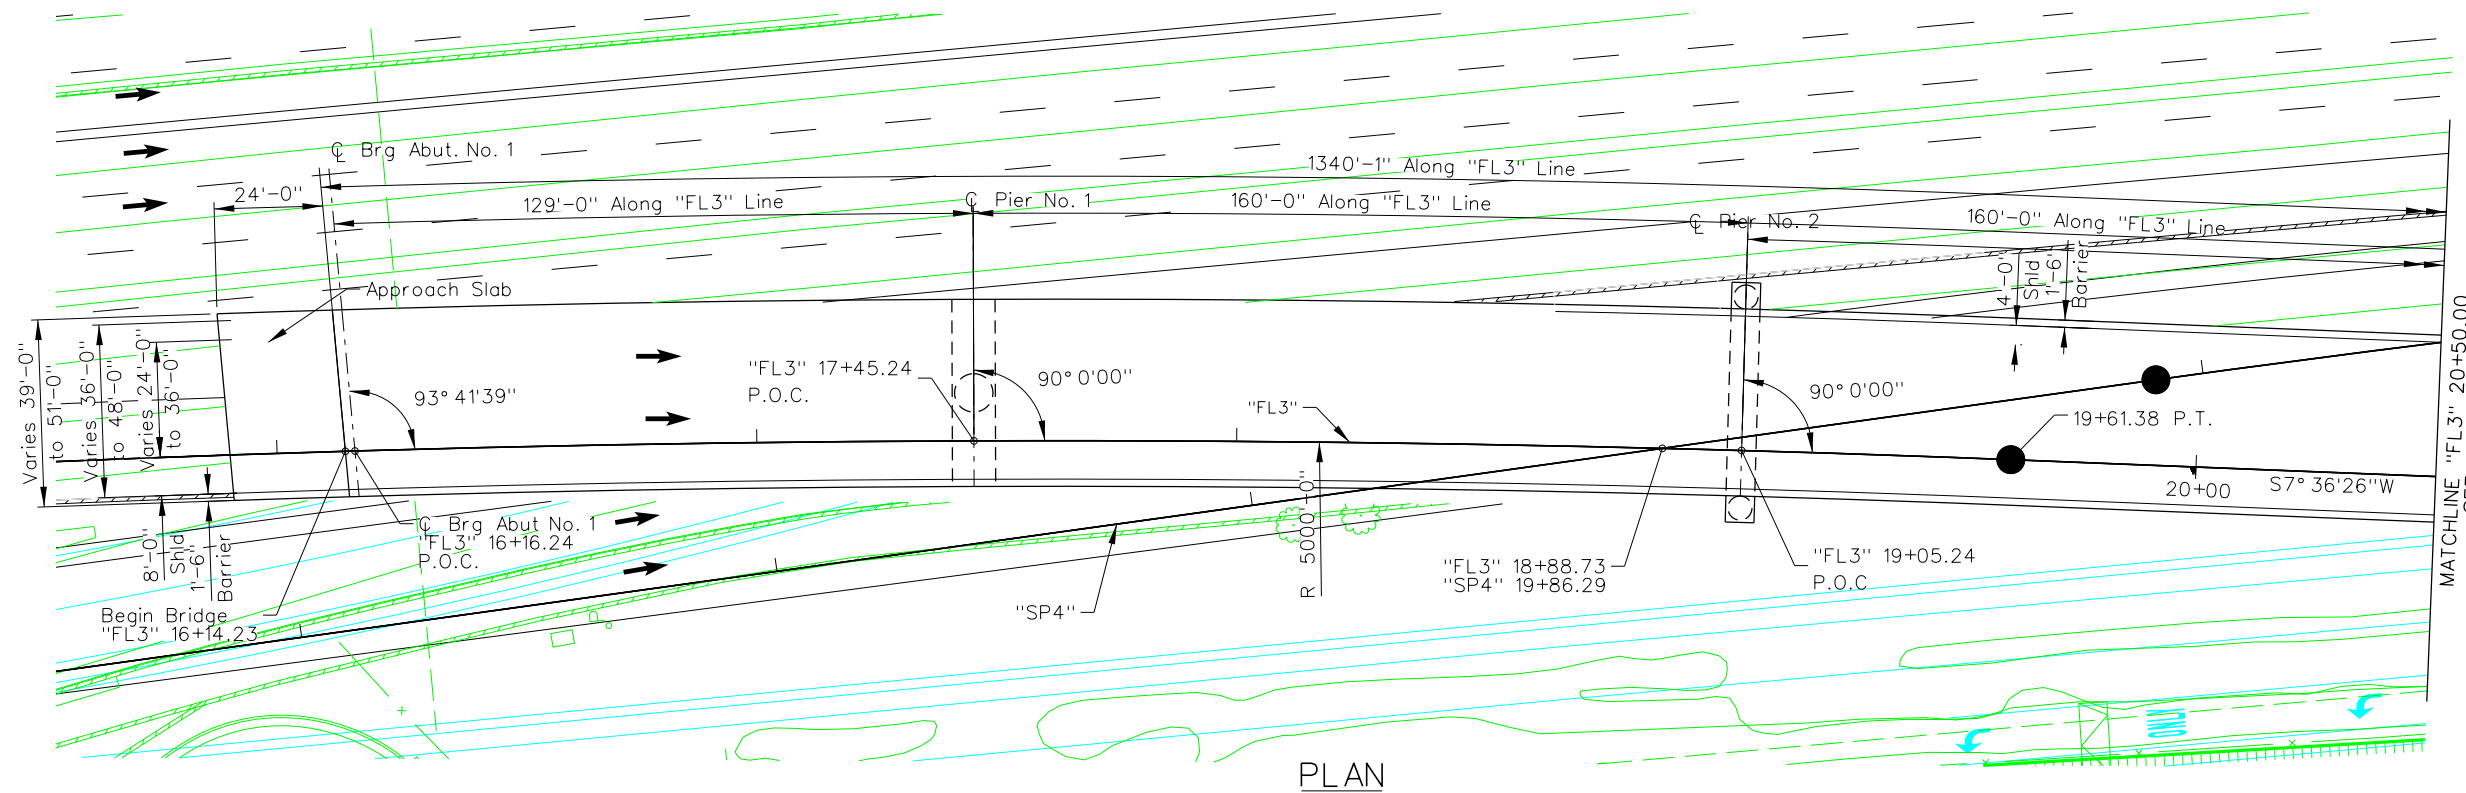 ℄ Brg Abut. No. 1
1340'-1" Along "FL3" Line
24'-0"
129'-0" Along "FL3" Line
℄ Pier No. 1
160'-0" Along "FL3" Line
℄ Pier No. 2
160'-0" Along "FL3" Line
4'-0"
Shld
1'-6"
Barrier
Approach Slab
Varies 39'-0"
to 51'-0"
Varies 36'-0"
to 48'-0"
Varies 24'-0"
to 36'-0"
93°41'39"
"FL3" 17+45.24
P.O.C.
90°0'00"
"FL3"
90°0'00"
19+61.38 P.T.
20+00
S7°36'26"W
MATCHLINE "FL3" 20+50.00
R 5000'-0"
8'-0"
Shld
1'-6"
Barrier
℄ Brg Abut No. 1
"FL3" 16+16.24
P.O.C.
Begin Bridge
"FL3" 16+14.23
"SP4"
"FL3" 18+88.73
"SP4" 19+86.29
"FL3" 19+05.24
P.O.C
ONLY
PLAN